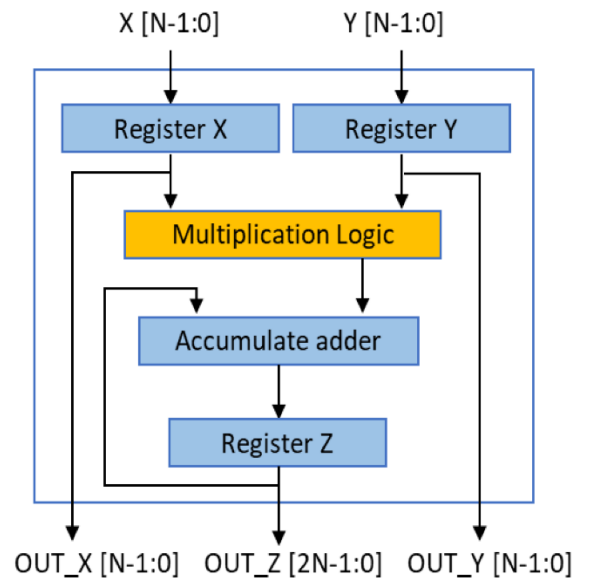 X [N-1:0] Y [N-1:0]
Register X Register Y
Multiplication Logic
Accumulate adder
Register Z
OUT_X [N-1:0] OUT_Z [2N-1:0] OUT_Y [N-1:0]